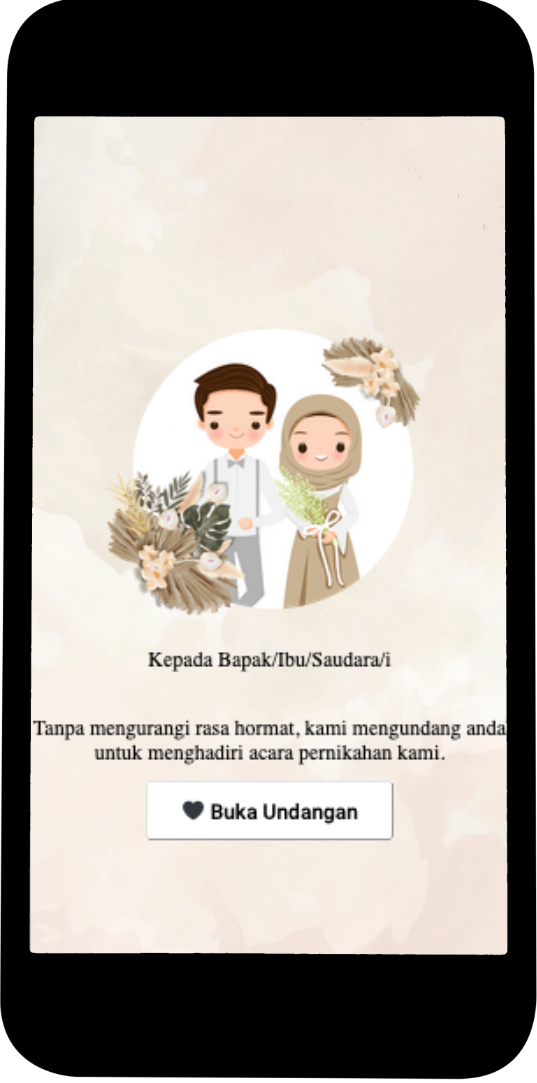 Kepada Bapak/Ibu/Saudara/i
Tanpa mengurangi rasa hormat, kami mengundang anda
untuk menghadiri acara pernikahan kami.
Buka Undangan